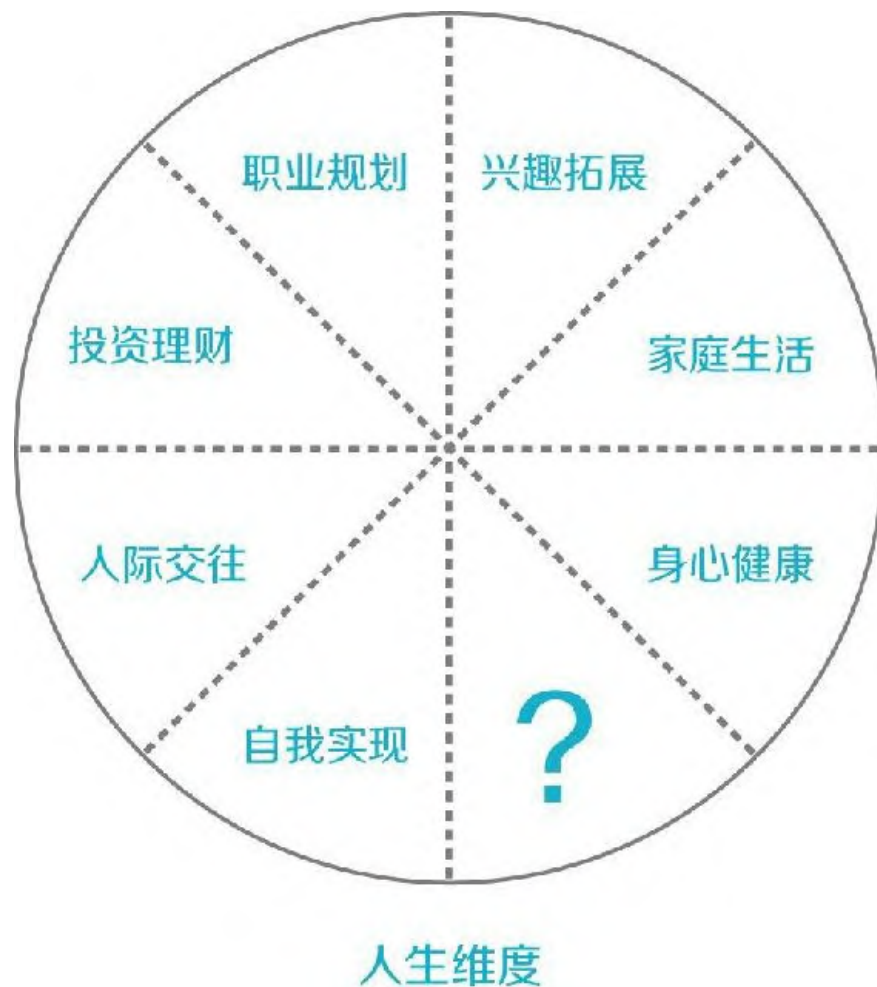 职业规划
兴趣拓展
投资理财
家庭生活
人际交往
身心健康
自我实现
?
人生维度